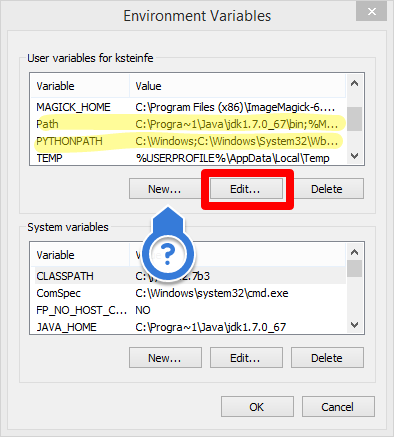 Environment Variables
User variables for ksteinfe
Variable Value
MAGICK_HOME C:\Program Files (x86)\ImageMagick-6....
Path C:\Progra~1\Java\jdk1.7.0_67\bin;%M...
PYTHONPATH C:\Windows;C:\Windows\System32\Wb...
TEMP %USERPROFILE%\AppData\Local\Temp
New... Edit... Delete
?
System variables
Variable
CLASSPATH 2.7b3
ComSpec C:\Windows\system32\cmd.exe
FP_NO_HOST_C... NO
JAVA_HOME C:\Progra~1\Java\jdk1.7.0_67
New... Edit... Delete
OK Cancel